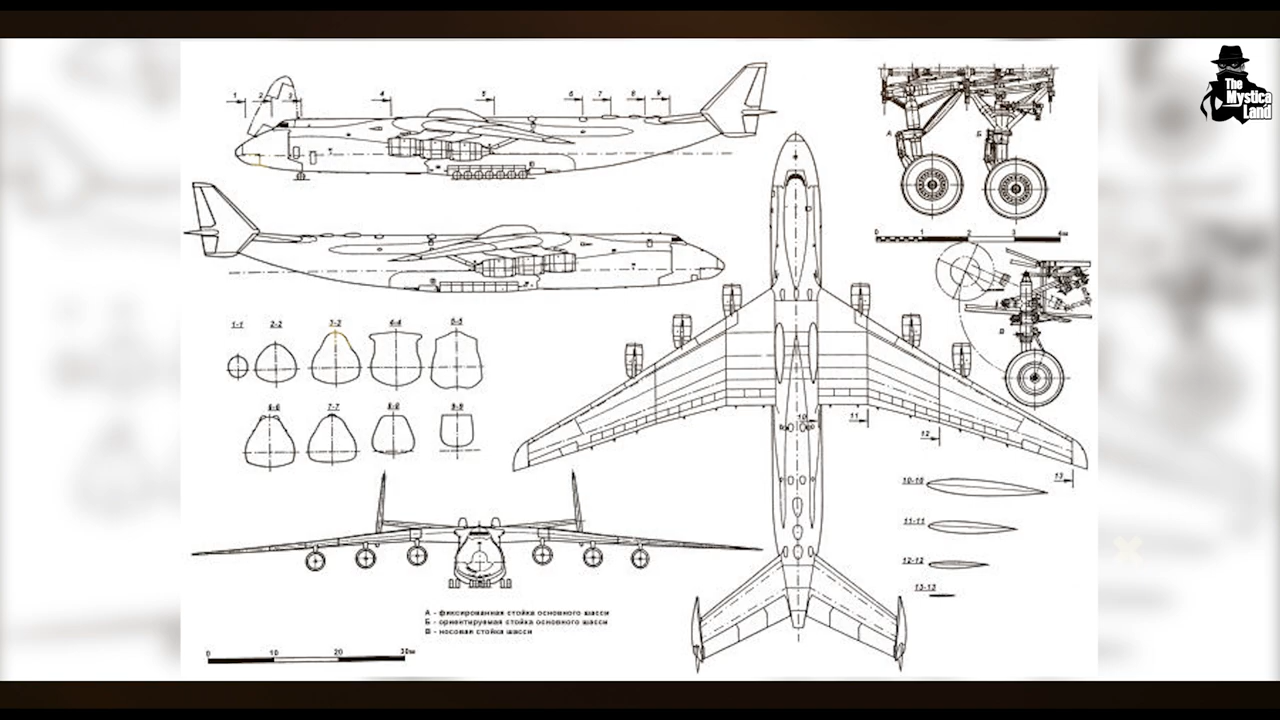 The
Mystica
Land
1 2 3 4 5 6 7 8 9
А Б
0 1 2 3 4м
В
1-1 2-2 3-3 4-4 5-5
6-6 7-7 8-8 9-9
10 11
12
13
10-10
11-11
12-12
13-13
А - фиксированная стойка основного шасси
Б - ориентируемая стойка основного шасси
В - носовая стойка шасси
0 10 20 30м